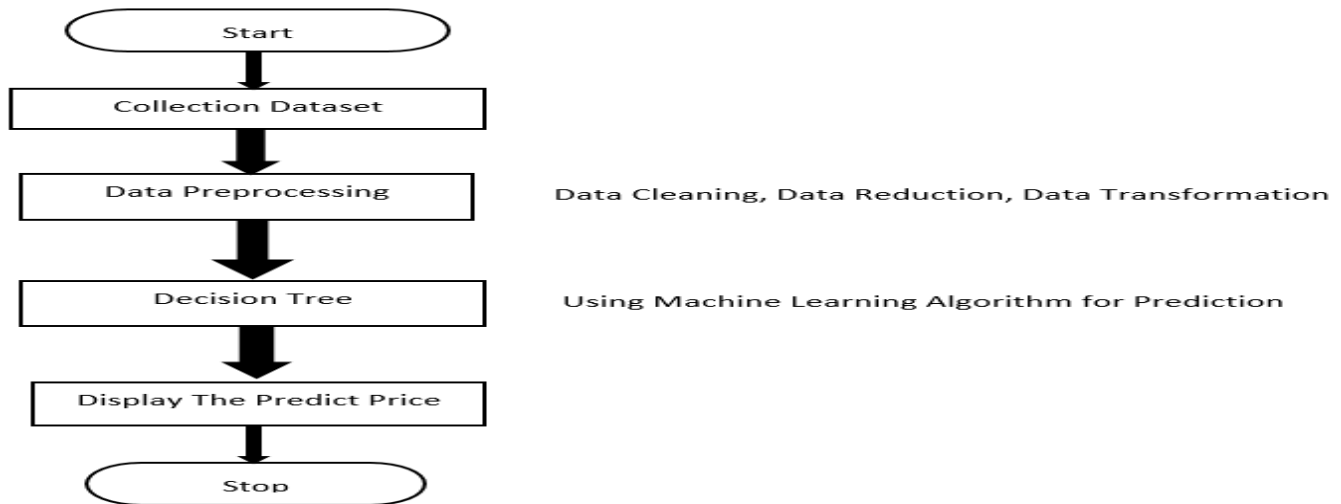 Start
Collection Dataset
Data Preprocessing
Data Cleaning, Data Reduction, Data Transformation
Decision Tree
Using Machine Learning Algorithm for Prediction
Display The Predict Price
Stop